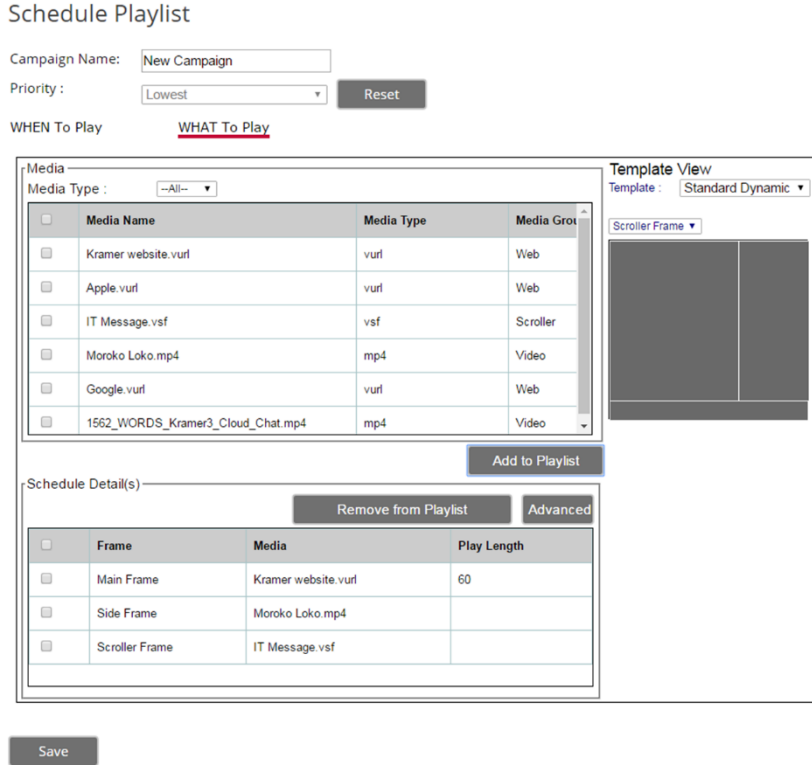 Schedule Playlist
Campaign Name: New Campaign
Priority : Lowest Reset
WHEN To Play WHAT To Play
Media
Media Type : --All--
Media Name Media Type Media Grou
Kramer website.vurl vurl Web
Apple.vurl vurl Web
IT Message.vsf vsf Scroller
Moroko Loko.mp4 mp4 Video
Google.vurl vurl Web
1562_WORDS_Kramer3_Cloud_Chat.mp4 mp4 Video
Template View
Template : Standard Dynamic
Scroller Frame
Add to Playlist
Schedule Detail(s)
Remove from Playlist Advanced
Frame Media Play Length
Main Frame Kramer website.vurl 60
Side Frame Moroko Loko.mp4
Scroller Frame IT Message.vsf
Save